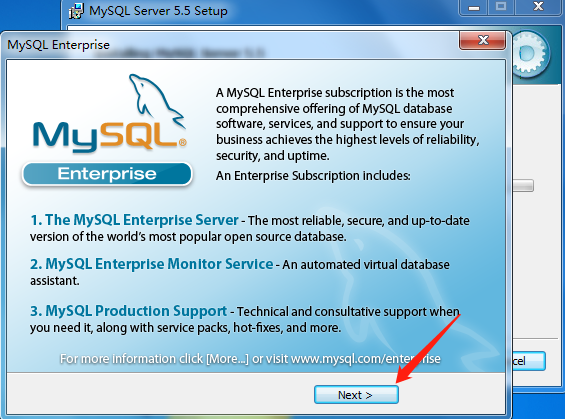 MySQL Server 5.5 Setup
MySQL Enterprise
MySQL®
Enterprise
A MySQL Enterprise subscription is the most
comprehensive offering of MySQL database
software, services, and support to ensure your
business achieves the highest levels of reliability,
security, and uptime.
An Enterprise Subscription includes:
1. The MySQL Enterprise Server - The most reliable, secure, and up-to-date
version of the world's most popular open source database.
2. MySQL Enterprise Monitor Service - An automated virtual database
assistant.
3. MySQL Production Support - Technical and consultative support when
you need it, along with service packs, hot-fixes, and more.
For more information click [More...] or visit www.mysql.com/enterprise
Next >
cel